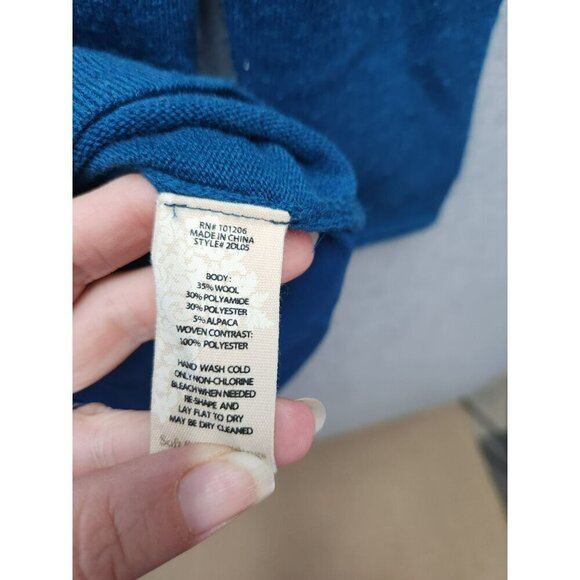 RN# 101206
MADE IN CHINA
STYLE# 2DL05
BODY:
35% WOOL
30% POLYAMIDE
30% POLYESTER
5% ALPACA
WOVEN CONTRAST:
100% POLYESTER
HAND WASH COLD
ONLY NON-CHLORINE
BLEACH WHEN NEEDED
RE-SHAPE AND
LAY FLAT TO DRY
MAY BE DRY CLEANED